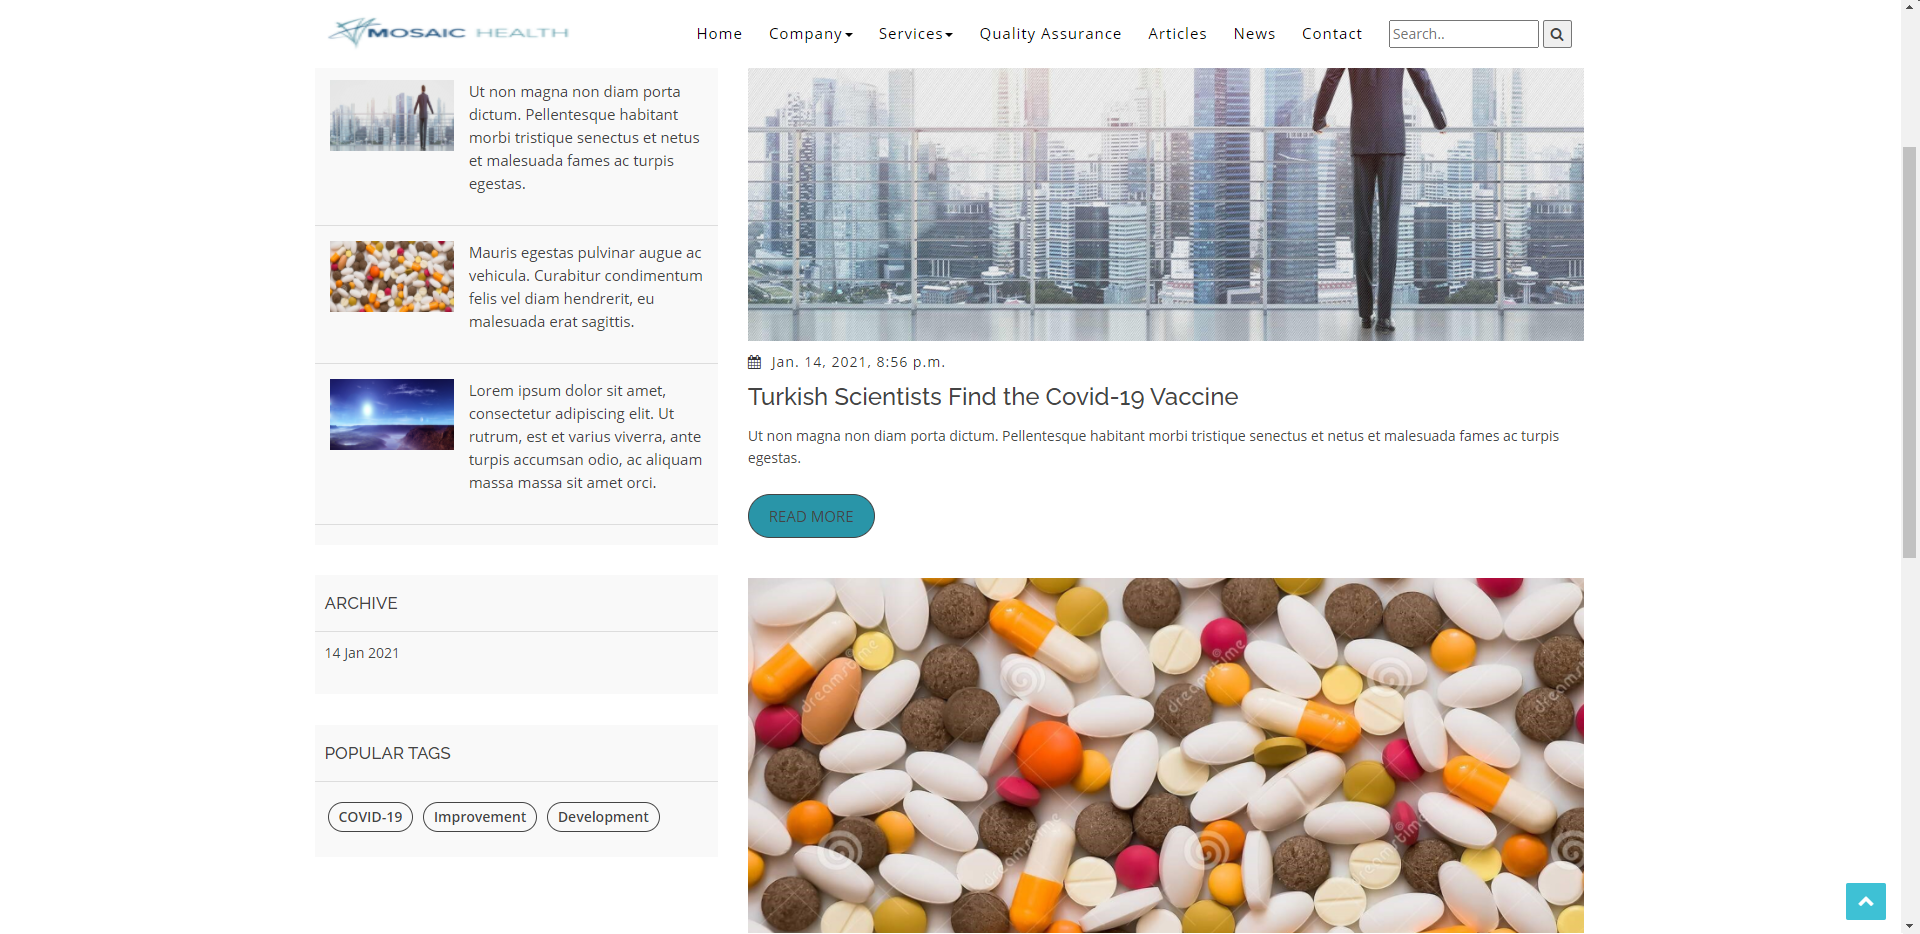 MOSAIC HEALTH
Home Company Services Quality Assurance Articles News Contact Search..
Ut non magna non diam porta
dictum. Pellentesque habitant
morbi tristique senectus et netus
et malesuada fames ac turpis
egestas.
Mauris egestas pulvinar augue ac
vehicula. Curabitur condimentum
felis vel diam hendrerit, eu
malesuada erat sagittis.
Lorem ipsum dolor sit amet,
consectetur adipiscing elit. Ut
rutrum, est et varius viverra, ante
turpis accumsan odio, ac aliquam
massa massa sit amet orci.
ARCHIVE
14 Jan 2021
POPULAR TAGS
COVID-19 Improvement Development
Jan. 14, 2021, 8:56 p.m.
Turkish Scientists Find the Covid-19 Vaccine
Ut non magna non diam porta dictum. Pellentesque habitant morbi tristique senectus et netus et malesuada fames ac turpis
egestas.
READ MORE
dreamstime
dreamstime
dreamstime
dreamstime
dreamstime